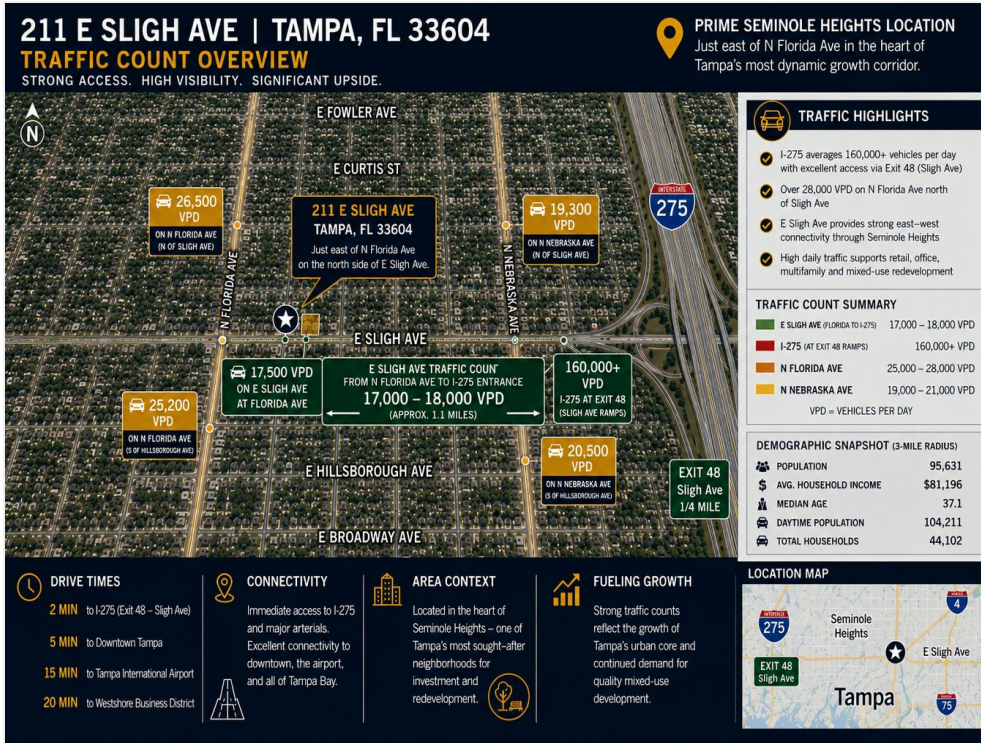 211 E SLIGH AVE | TAMPA, FL 33604
TRAFFIC COUNT OVERVIEW
STRONG ACCESS. HIGH VISIBILITY. SIGNIFICANT UPSIDE.
PRIME SEMINOLE HEIGHTS LOCATION
Just east of N Florida Ave in the heart of
Tampa's most dynamic growth corridor.
N
E FOWLER AVE
E CURTIS ST
26,500
VPD
ON N FLORIDA AVE
(N OF SLIGH AVE)
211 E SLIGH AVE
TAMPA, FL 33604
Just east of N Florida Ave
on the north side of E Sligh Ave.
19,300
VPD
ON N NEBRASKA AVE
(N OF SLIGH AVE)
INTERSTATE
275
N FLORIDA AVE
N NEBRASKA AVE
E SLIGH AVE
17,500 VPD
ON E SLIGH AVE
AT FLORIDA AVE
E SLIGH AVE TRAFFIC COUNT
FROM N FLORIDA AVE TO I-275 ENTRANCE
17,000 – 18,000 VPD
(APPROX. 1.1 MILES)
160,000+
VPD
I-275 AT EXIT 48
(SLIGH AVE RAMPS)
25,200
VPD
ON N FLORIDA AVE
(S OF HILLSBOROUGH AVE)
E HILLSBOROUGH AVE
20,500
VPD
ON N NEBRASKA AVE
(S OF HILLSBOROUGH AVE)
EXIT 48
Sligh Ave
1/4 MILE
E BROADWAY AVE
TRAFFIC HIGHLIGHTS
I-275 averages 160,000+ vehicles per day
with excellent access via Exit 48 (Sligh Ave)
Over 28,000 VPD on N Florida Ave north
of Sligh Ave
E Sligh Ave provides strong east–west
connectivity through Seminole Heights
High daily traffic supports retail, office,
multifamily and mixed-use redevelopment
TRAFFIC COUNT SUMMARY
E SLIGH AVE (FLORIDA TO I-275) 17,000 – 18,000 VPD
I-275 (AT EXIT 48 RAMPS) 160,000+ VPD
N FLORIDA AVE 25,000 – 28,000 VPD
N NEBRASKA AVE 19,000 – 21,000 VPD
VPD = VEHICLES PER DAY
DEMOGRAPHIC SNAPSHOT (3-MILE RADIUS)
POPULATION 95,631
$ AVG. HOUSEHOLD INCOME $81,196
MEDIAN AGE 37.1
DAYTIME POPULATION 104,211
TOTAL HOUSEHOLDS 44,102
DRIVE TIMES
2 MIN to I-275 (Exit 48 – Sligh Ave)
5 MIN to Downtown Tampa
15 MIN to Tampa International Airport
20 MIN to Westshore Business District
CONNECTIVITY
Immediate access to I-275
and major arterials.
Excellent connectivity to
downtown, the airport,
and all of Tampa Bay.
AREA CONTEXT
Located in the heart of
Seminole Heights – one of
Tampa's most sought–after
neighborhoods for
investment and
redevelopment.
FUELING GROWTH
Strong traffic counts
reflect the growth of
Tampa's urban core and
continued demand for
quality mixed-use
development.
LOCATION MAP
275
Seminole
Heights
4
E Sligh Ave
EXIT 48
Sligh Ave
Tampa
75